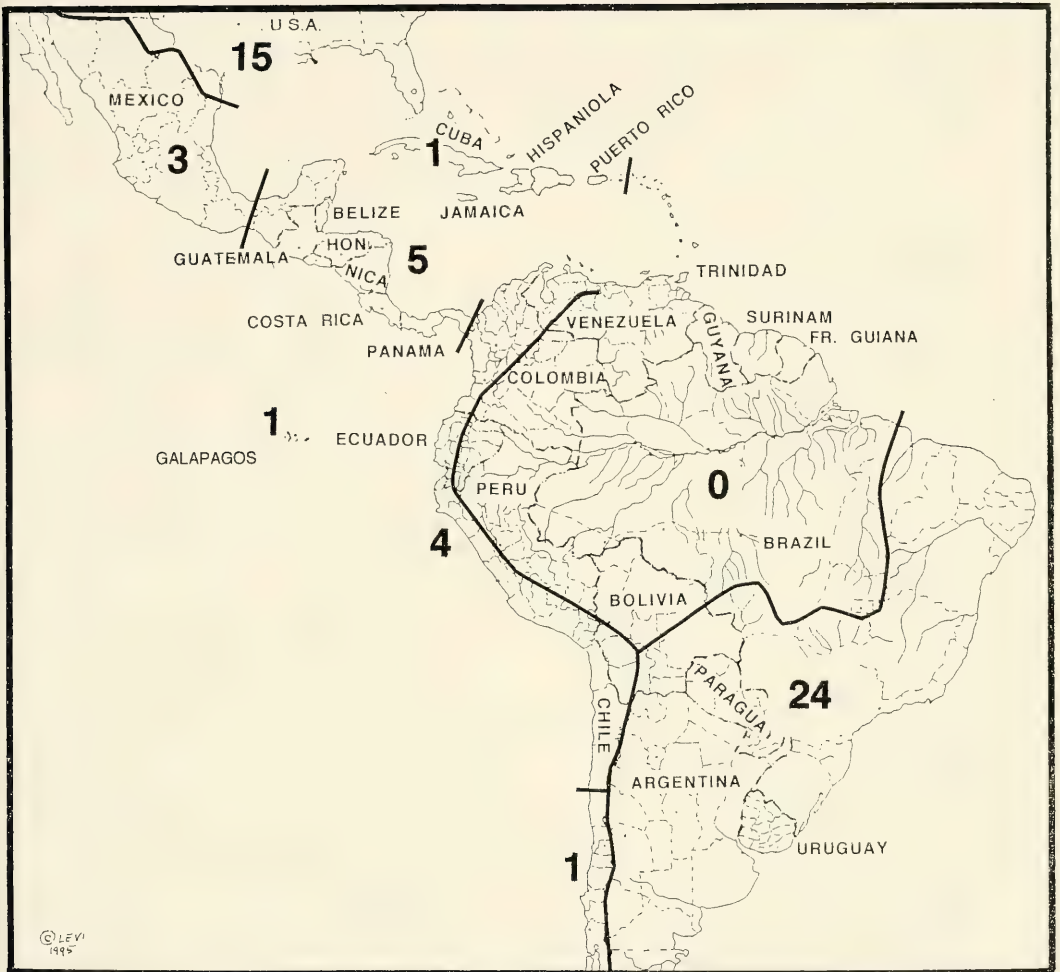 U.S.A.
15
MEXICO
3
CUBA
1
HISPANIOLA
PUERTO RICO
BELIZE
JAMAICA
HON
GUATEMALA
NICA
5
TRINIDAD
COSTA RICA
VENEZUELA
GUYANA
SURINAM
FR. GUIANA
PANAMA
COLOMBIA
1
ECUADOR
GALAPAGOS
PERU
0
4
BRAZIL
BOLIVIA
PARAGUAY
24
CHILE
ARGENTINA
URUGUAY
1
© LEVI
1995